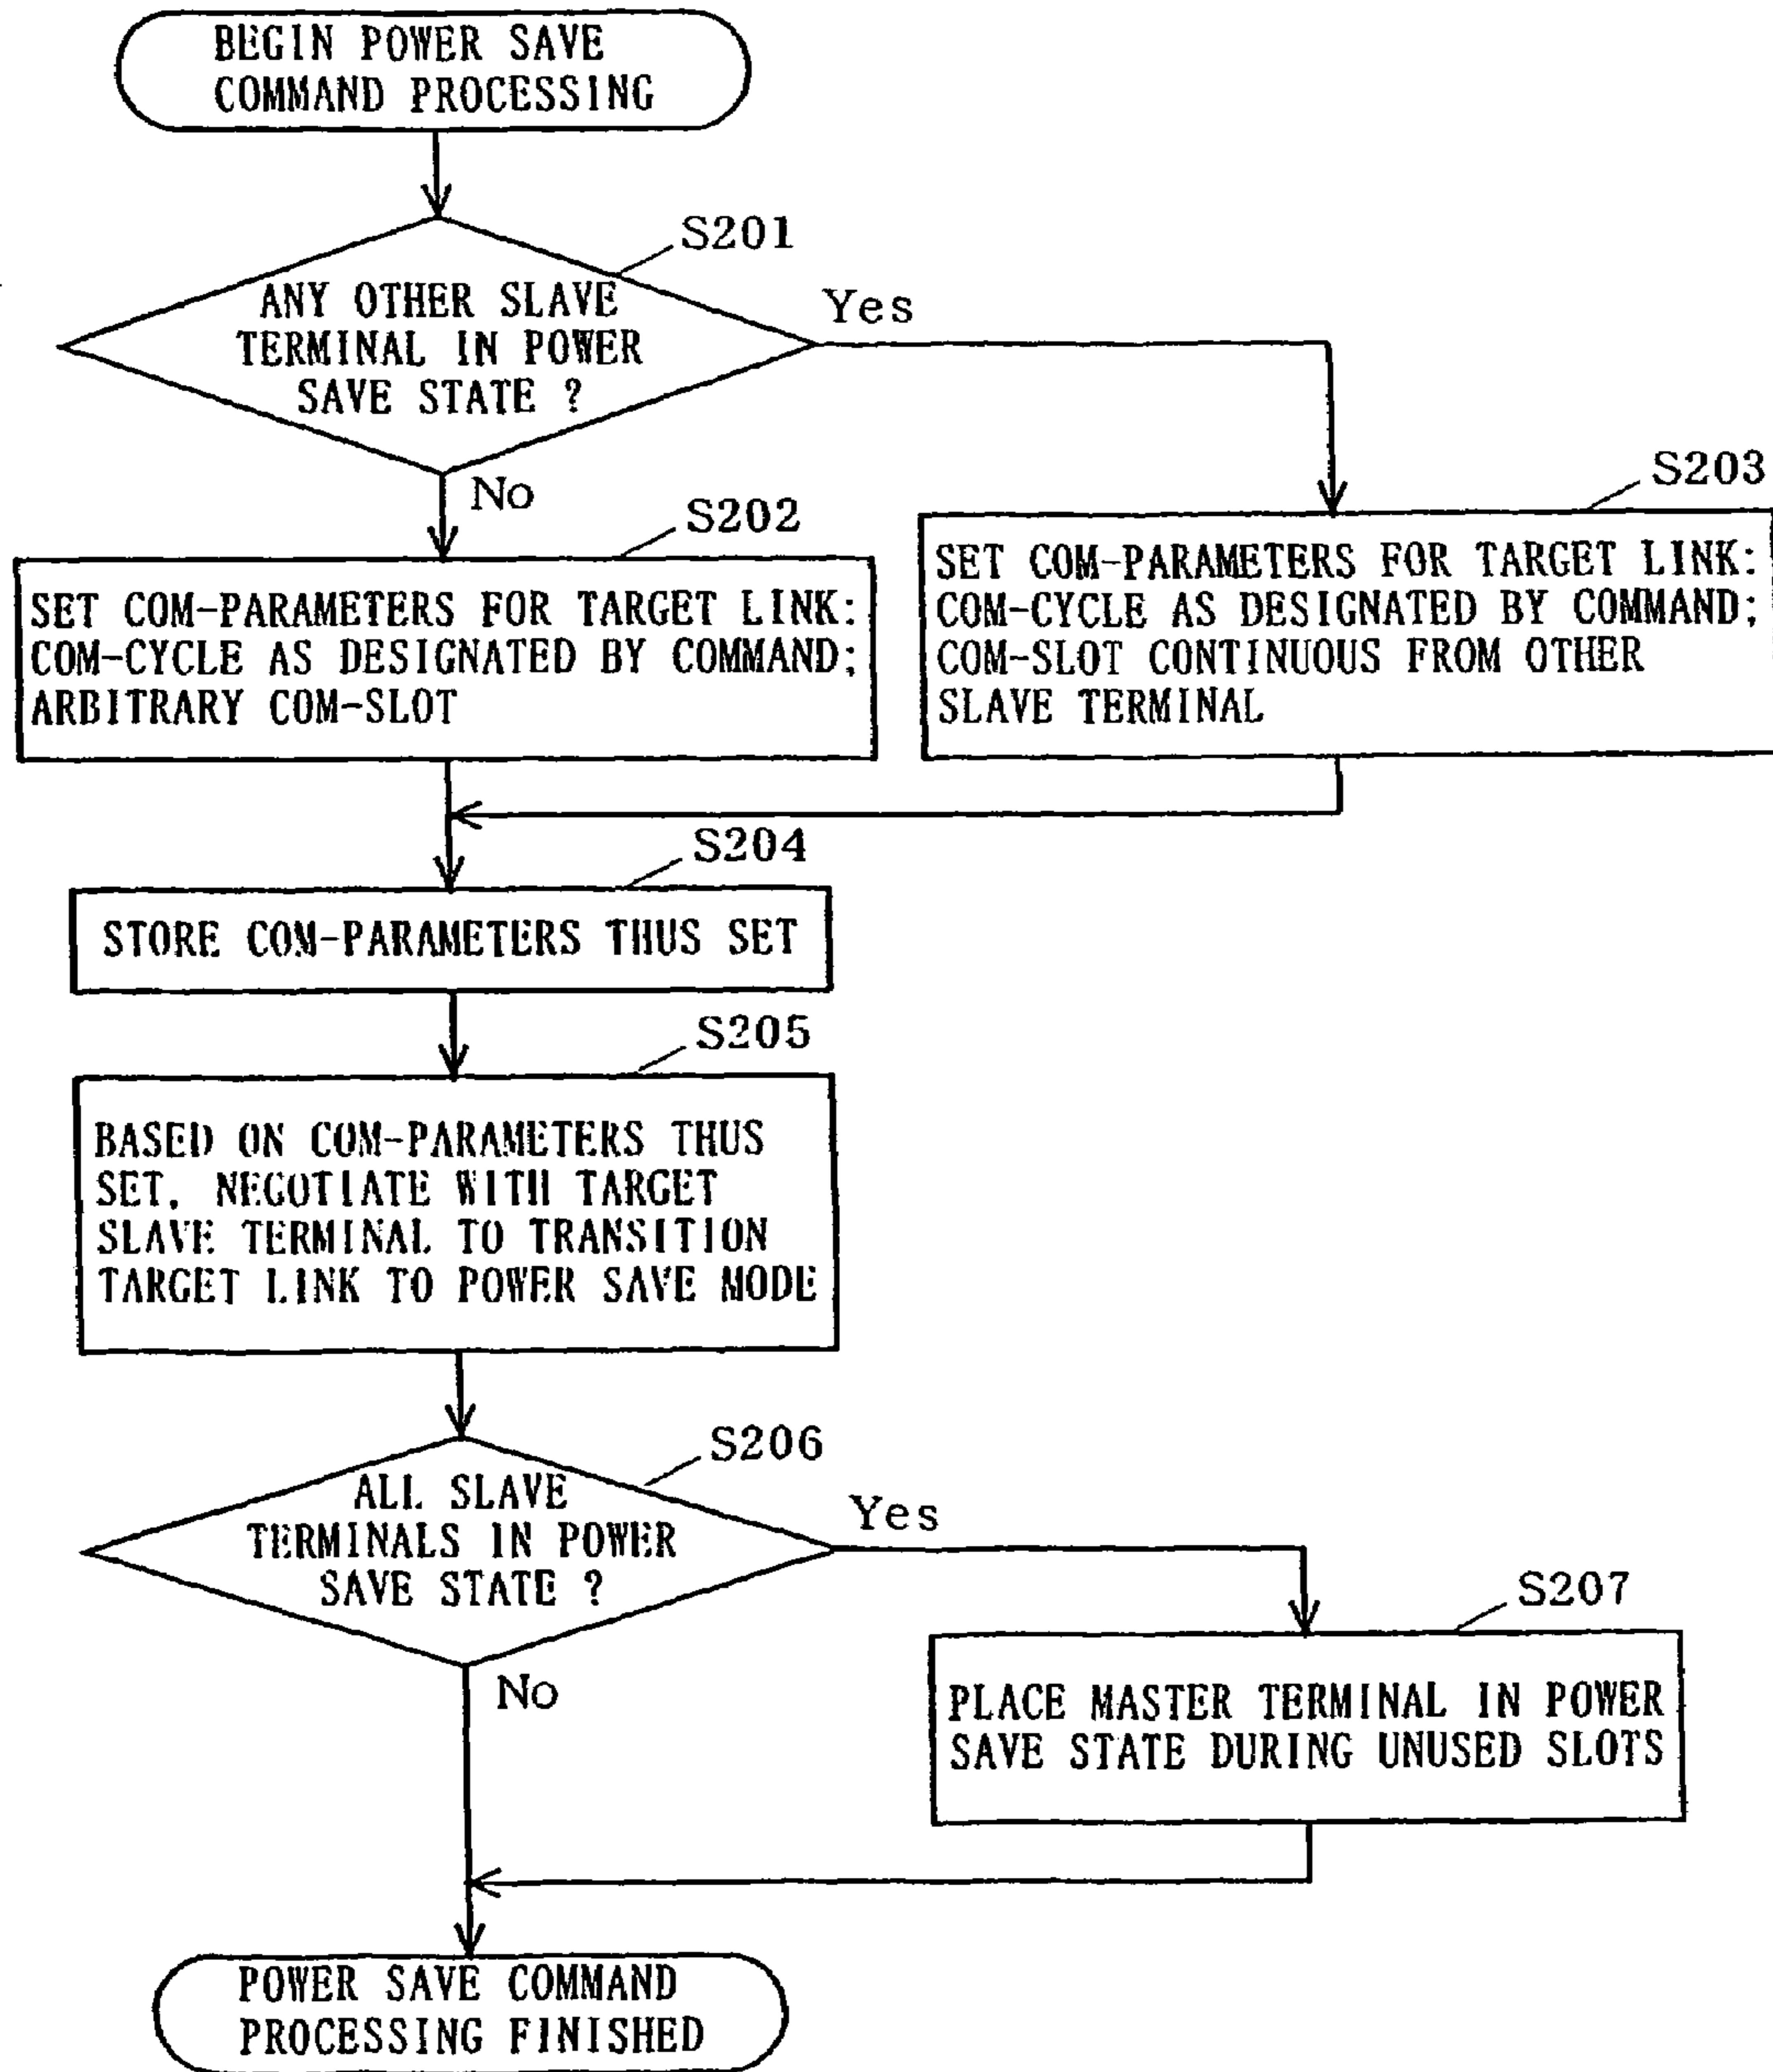 BEGIN POWER SAVE
COMMAND PROCESSING
S201
ANY OTHER SLAVE
TERMINAL IN POWER
SAVE STATE ?
Yes
No
S202
SET COM-PARAMETERS FOR TARGET LINK:
COM-CYCLE AS DESIGNATED BY COMMAND;
ARBITRARY COM-SLOT
S203
SET COM-PARAMETERS FOR TARGET LINK:
COM-CYCLE AS DESIGNATED BY COMMAND;
COM-SLOT CONTINUOUS FROM OTHER
SLAVE TERMINAL
S204
STORE COM-PARAMETERS THUS SET
S205
BASED ON COM-PARAMETERS THUS
SET, NEGOTIATE WITH TARGET
SLAVE TERMINAL TO TRANSITION
TARGET LINK TO POWER SAVE MODE
S206
ALL SLAVE
TERMINALS IN POWER
SAVE STATE ?
Yes
No
S207
PLACE MASTER TERMINAL IN POWER
SAVE STATE DURING UNUSED SLOTS
POWER SAVE COMMAND
PROCESSING FINISHED